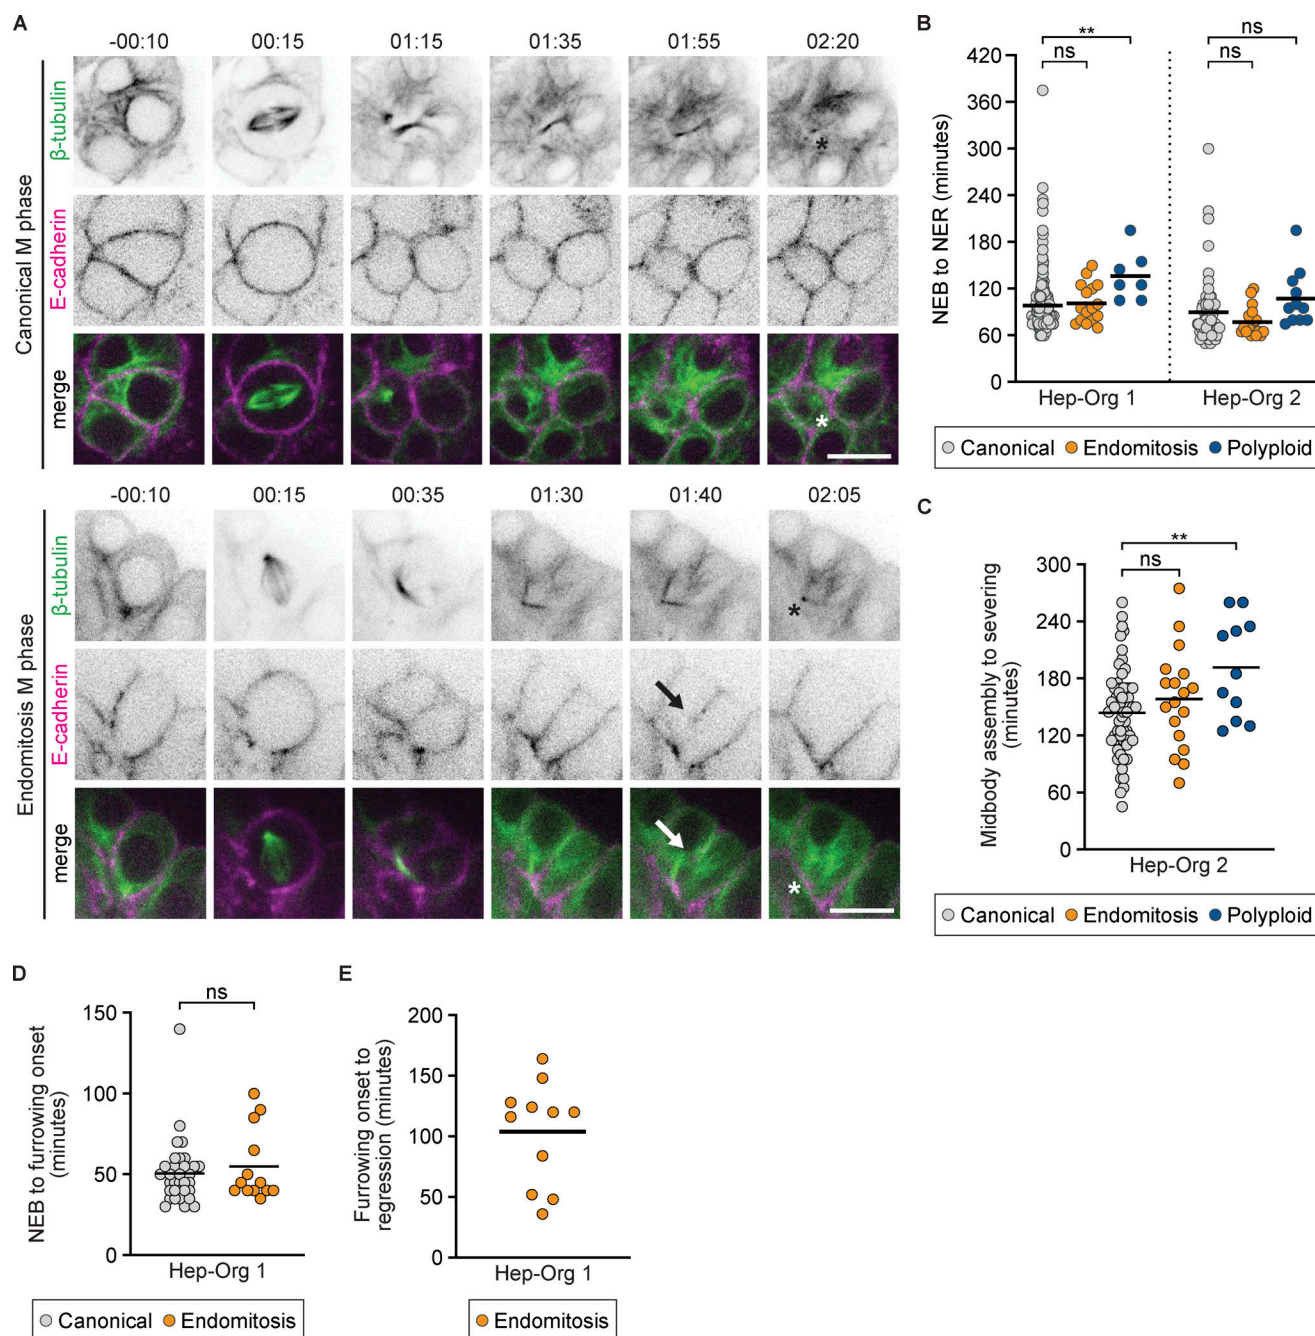 A
-00:10 00:15 01:15 01:35 01:55 02:20
Canonical M phase
β-tubulin
*
E-cadherin
merge
*
-00:10 00:15 00:35 01:30 01:40 02:05
Endomitosis M phase
β-tubulin
*
E-cadherin
merge
*
B
NEB to NER (minutes)
**
ns
ns
ns
420
360
300
240
180
120
60
0
Hep-Org 1 Hep-Org 2
Canonical Endomitosis Polyploid
C
Midbody assembly to severing
(minutes)
**
ns
300
240
180
120
60
0
Hep-Org 2
Canonical Endomitosis Polyploid
D
NEB to furrowing onset
(minutes)
ns
150
100
50
0
Hep-Org 1
Canonical Endomitosis
E
Furrowing onset to
regression (minutes)
200
150
100
50
0
Hep-Org 1
Endomitosis